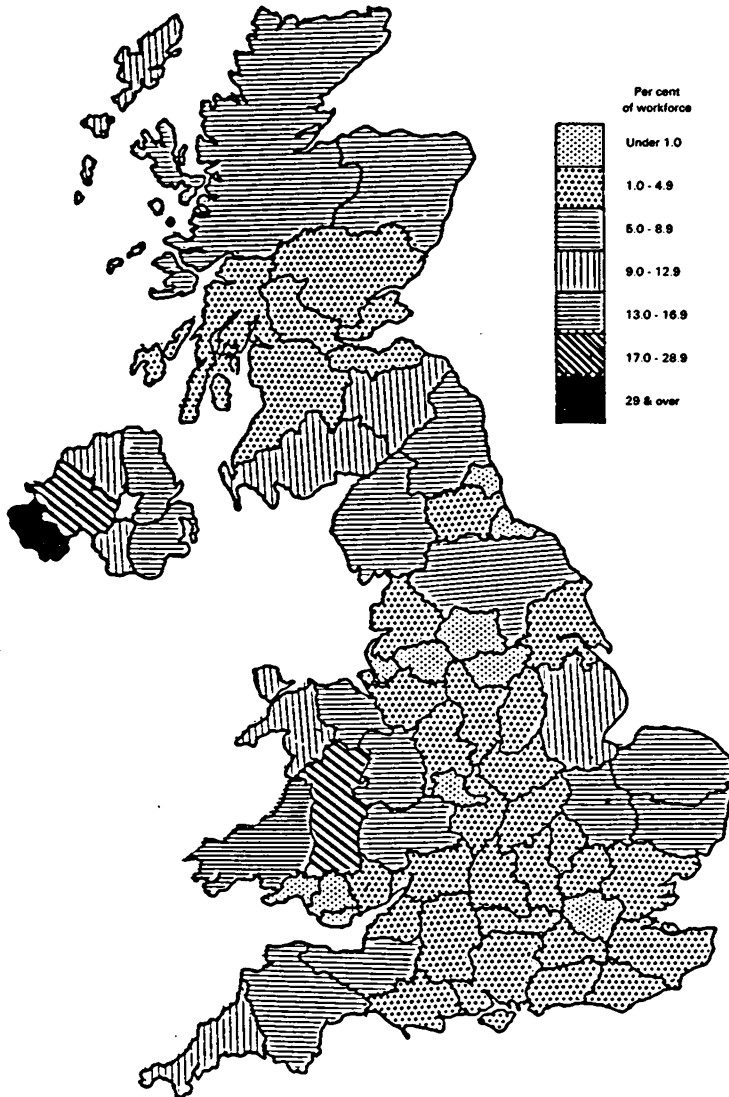 Per cent
of workforce
Under 1.0
1.0 - 4.9
5.0 - 8.9
9.0 - 12.9
13.0 - 16.9
17.0 - 28.9
29 & over